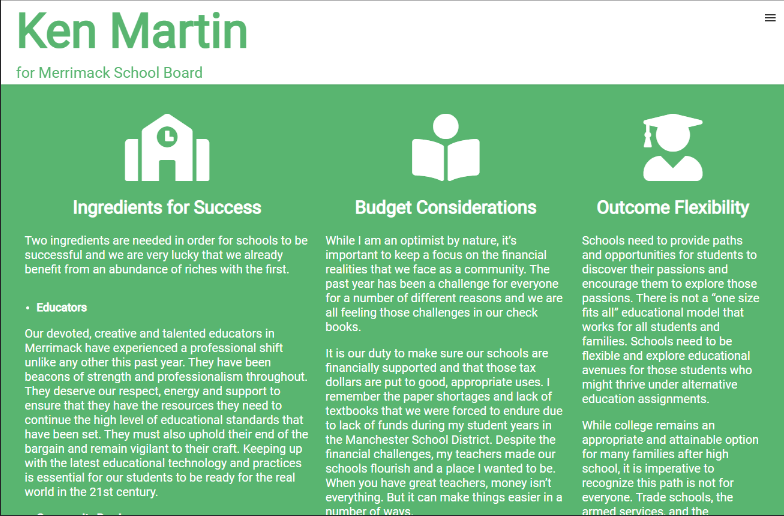 Ken Martin
for Merrimack School Board
Ingredients for Success
Two ingredients are needed in order for schools to be
successful and we are very lucky that we already
benefit from an abundance of riches with the first.
• Educators
Our devoted, creative and talented educators in
Merrimack have experienced a professional shift
unlike any other this past year. They have been
beacons of strength and professionalism throughout.
They deserve our respect, energy and support to
ensure that they have the resources they need to
continue the high level of educational standards that
have been set. They must also uphold their end of the
bargain and remain vigilant to their craft. Keeping up
with the latest educational technology and practices
is essential for our students to be ready for the real
world in the 21st century.
Budget Considerations
While I am an optimist by nature, it's
important to keep a focus on the financial
realities that we face as a community. The
past year has been a challenge for everyone
for a number of different reasons and we are
all feeling those challenges in our check
books.
It is our duty to make sure our schools are
financially supported and that those tax
dollars are put to good, appropriate uses. I
remember the paper shortages and lack of
textbooks that we were forced to endure due
to lack of funds during my student years in
the Manchester School District. Despite the
financial challenges, my teachers made our
schools flourish and a place I wanted to be.
When you have great teachers, money isn't
everything. But it can make things easier in a
number of ways.
Outcome Flexibility
Schools need to provide paths
and opportunities for students to
discover their passions and
encourage them to explore those
passions. There is not a "one size
fits all" educational model that
works for all students and
families. Schools need to be
flexible and explore educational
avenues for those students who
might thrive under alternative
education assignments.
While college remains an
appropriate and attainable option
for many families after high
school, it is imperative to
recognize this path is not for
everyone. Trade schools, the
armed services, and the